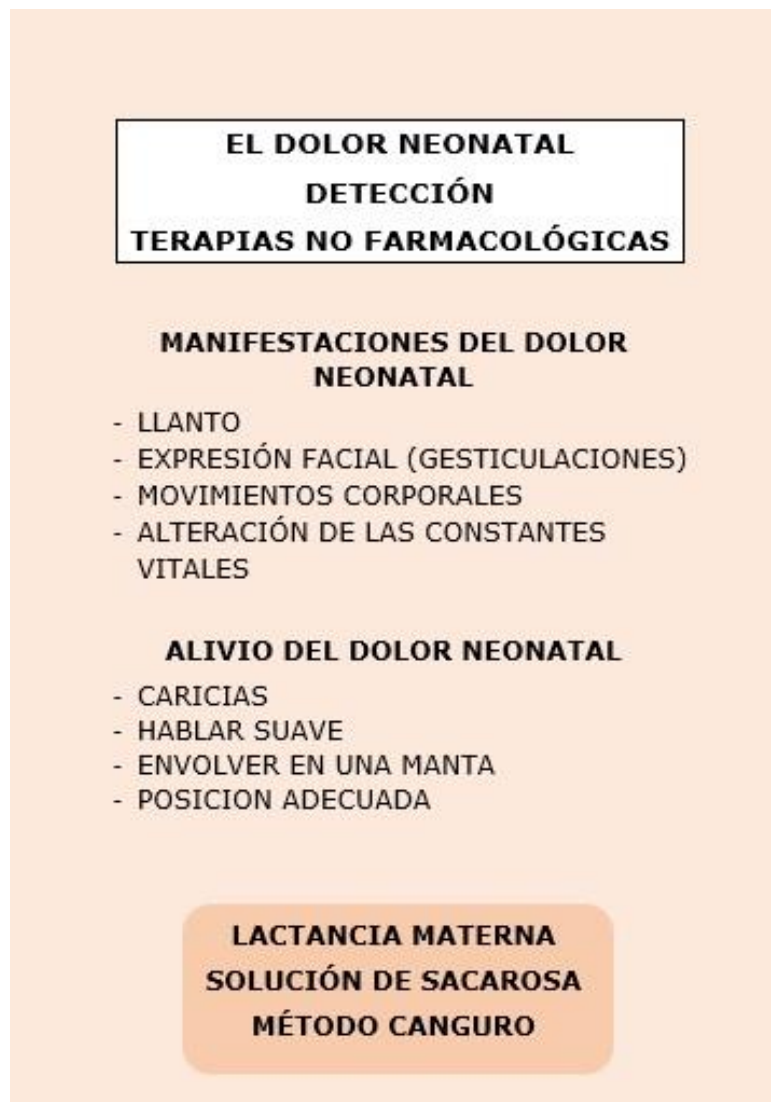 EL DOLOR NEONATAL
DETECCIÓN
TERAPIAS NO FARMACOLÓGICAS
MANIFESTACIONES DEL DOLOR
NEONATAL
- LLANTO
- EXPRESIÓN FACIAL (GESTICULACIONES)
- MOVIMIENTOS CORPORALES
- ALTERACIÓN DE LAS CONSTANTES
VITALES
ALIVIO DEL DOLOR NEONATAL
- CARICIAS
- HABLAR SUAVE
- ENVOLVER EN UNA MANTA
- POSICION ADECUADA
LACTANCIA MATERNA
SOLUCIÓN DE SACAROSA
MÉTODO CANGURO